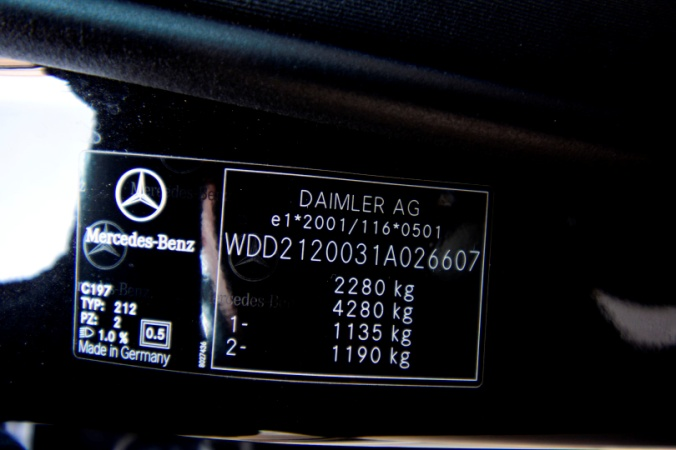 Mercedes-Benz
C197
TYP: 212
PZ: 2
1.0 %
0.5
Made in Germany
DAIMLER AG
e1*2001/116*0501
WDD2120031A026607
2280 kg
4280 kg
1- 1135 kg
2- 1190 kg